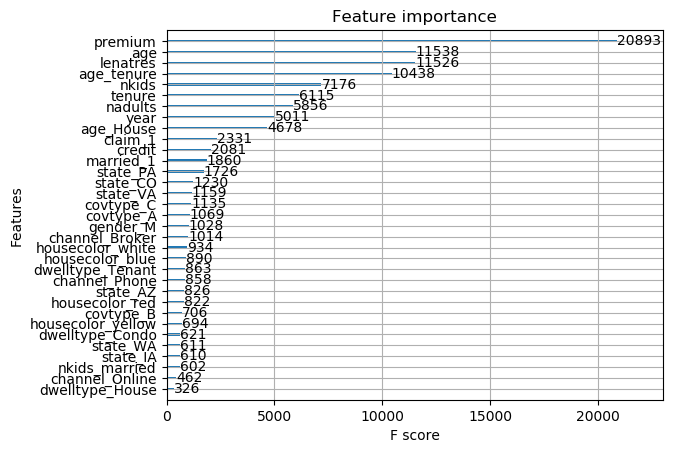 Feature importance
Features
premium 20893
age 11538
lenatres 11526
age_tenure 10438
nkids 7176
tenure 6115
nadults 5856
year 5011
age_House 4678
claim_1 2331
credit 2081
married_1 1860
state_PA 1726
state_CO 1230
state_VA 1159
covtype_C 1135
covtype_A 1069
gender_M 1028
channel_Broker 1014
housecolor_white 934
housecolor_blue 890
dwelltype_Tenant 863
channel_Phone 858
state_AZ 826
housecolor_red 822
covtype_B 706
housecolor_yellow 694
dwelltype_Condo 621
state_WA 611
state_IA 610
nkids_married 602
channel_Online 462
dwelltype_House 326
0 5000 10000 15000 20000
F score